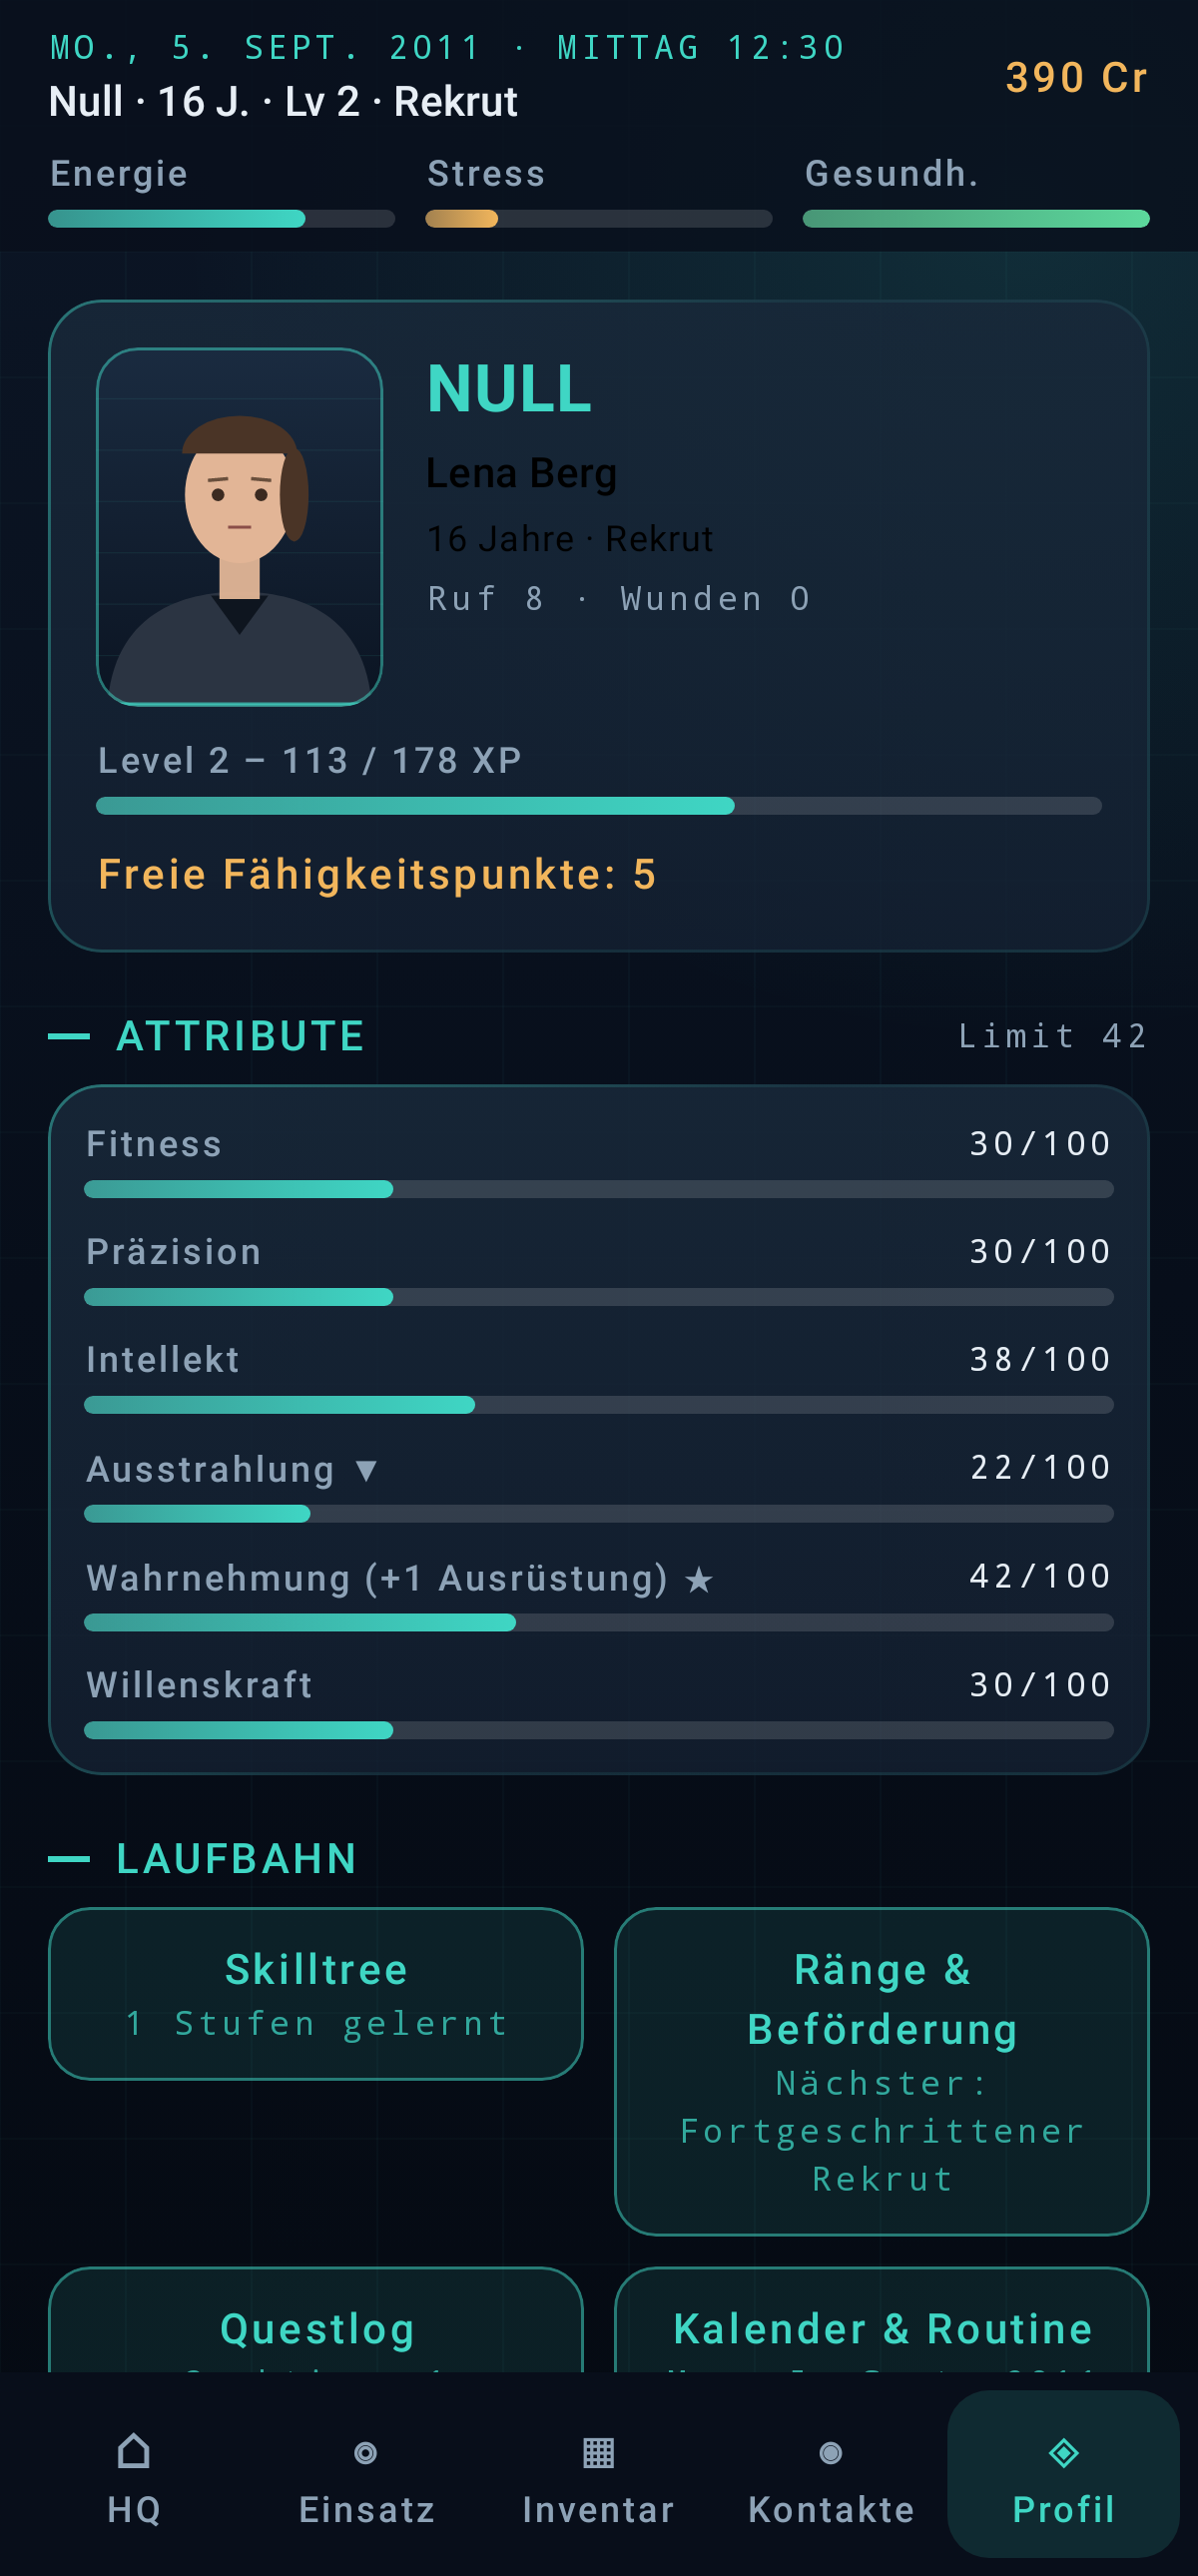 MO., 5. SEPT. 2011 · MITTAG 12:30
Null · 16 J. · Lv 2 · Rekrut
390 Cr
Energie
Stress
Gesundh.
NULL
Lena Berg
16 Jahre · Rekrut
Ruf 8 · Wunden 0
Level 2 – 113 / 178 XP
Freie Fähigkeitspunkte: 5
ATTRIBUTE
Limit 42
Fitness 30/100
Präzision 30/100
Intellekt 38/100
Ausstrahlung ▼ 22/100
Wahrnehmung (+1 Ausrüstung) ★ 42/100
Willenskraft 30/100
LAUFBAHN
Skilltree
1 Stufen gelernt
Ränge &
Beförderung
Nächster:
Fortgeschrittener
Rekrut
Questlog
Kalender & Routine
HQ
Einsatz
Inventar
Kontakte
Profil